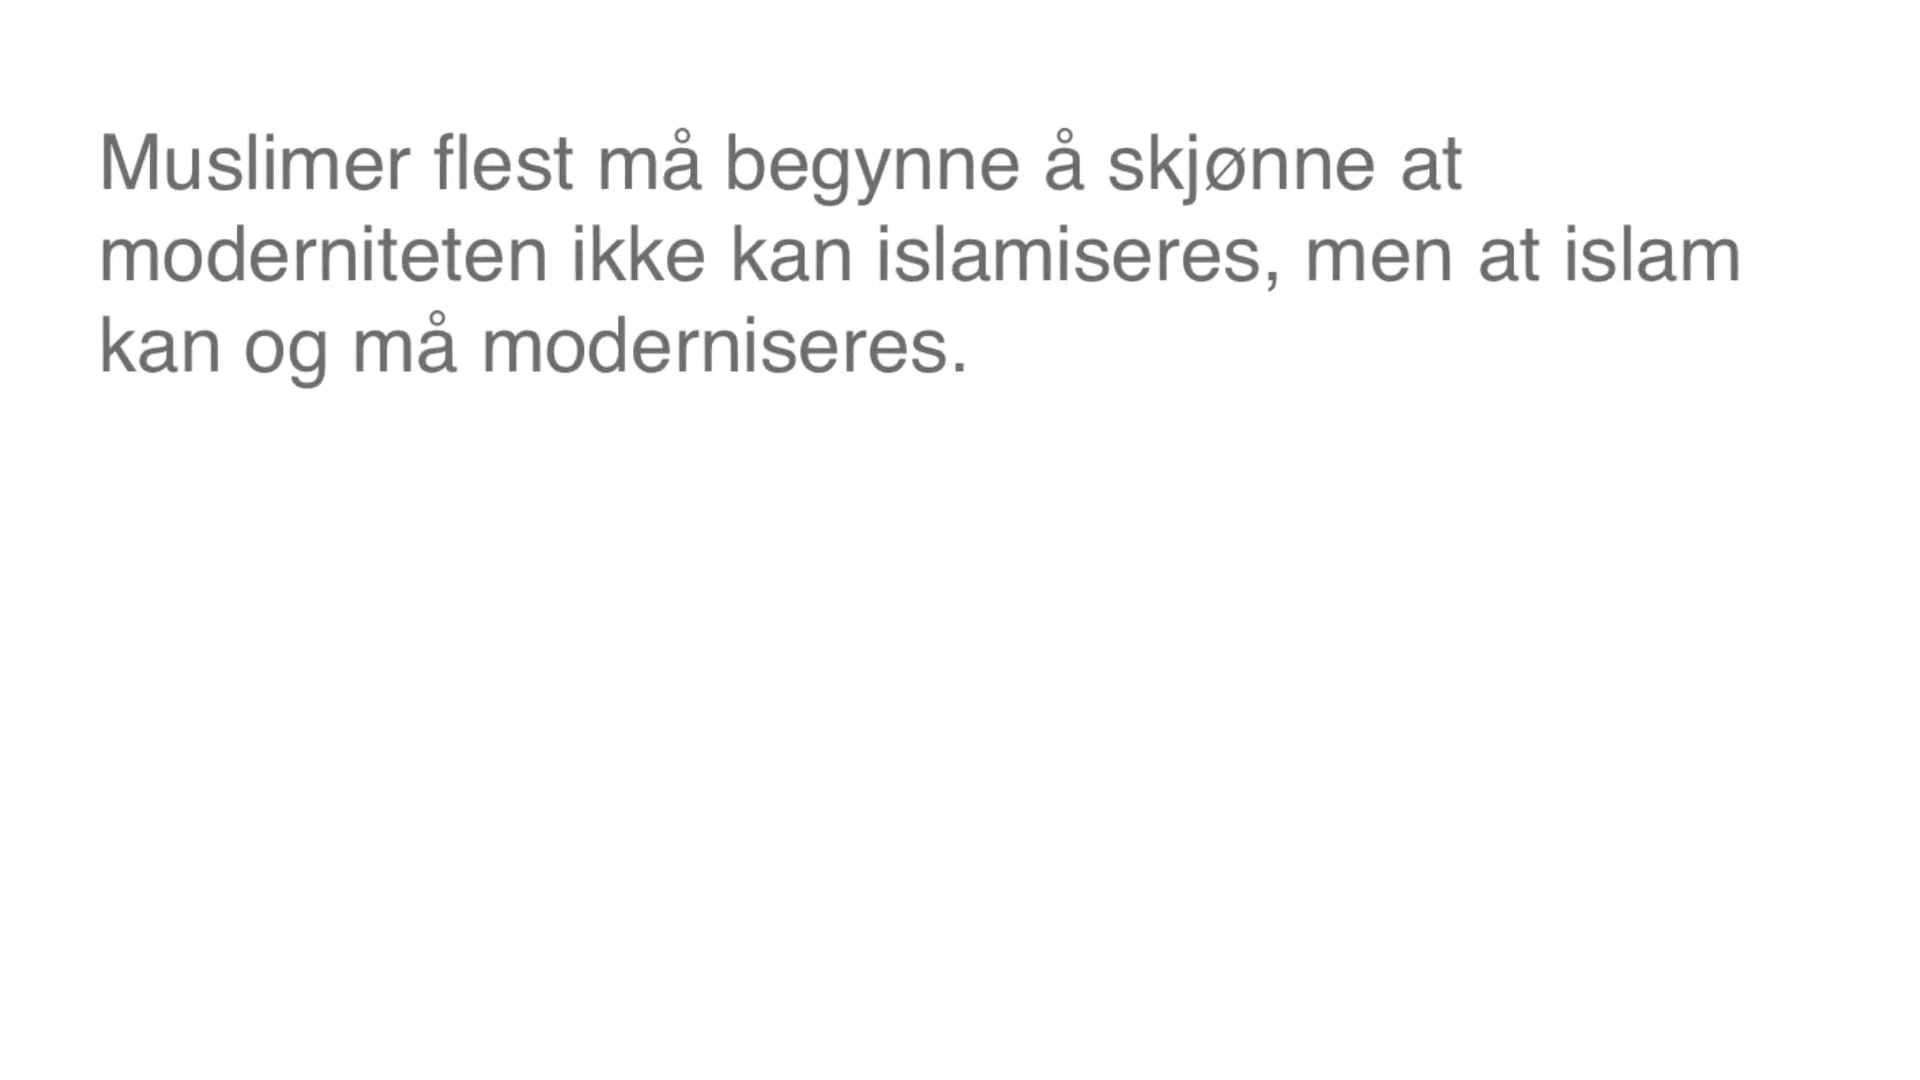 Muslimer flest må begynne å skjønne at
moderniteten ikke kan islamiseres, men at islam
kan og må moderniseres.